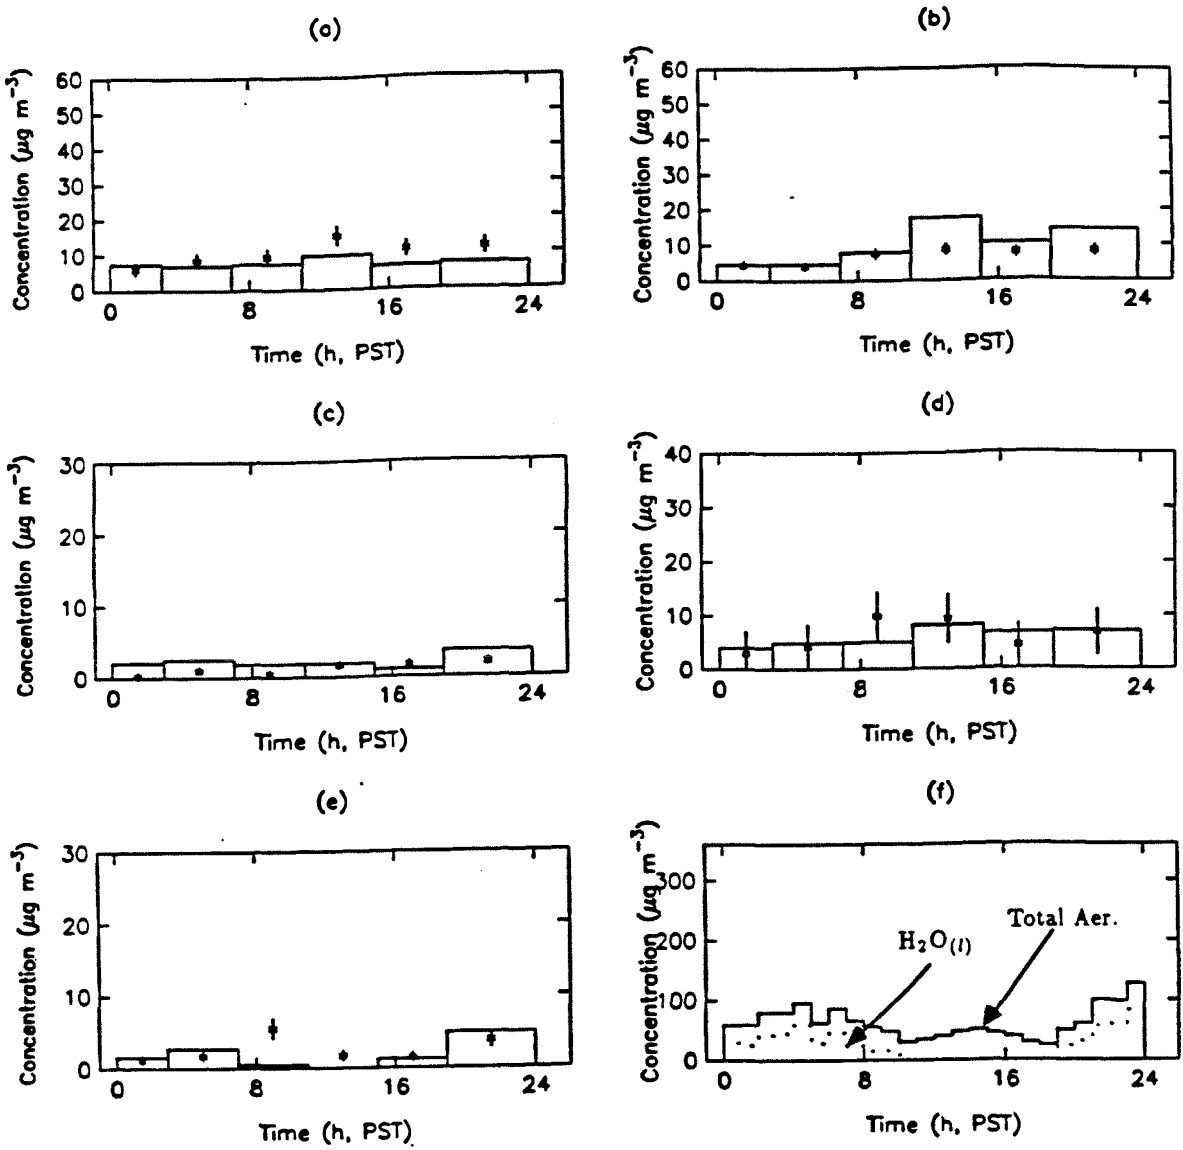 (a)
Concentration (μg m⁻³)
60
50
40
30
20
10
0
0 8 16 24
Time (h, PST)
(b)
Concentration (μg m⁻³)
60
50
40
30
20
10
0
0 8 16 24
Time (h, PST)
(c)
Concentration (μg m⁻³)
30
20
10
0
0 8 16 24
Time (h, PST)
(d)
Concentration (μg m⁻³)
40
30
20
10
0
0 8 16 24
Time (h, PST)
(e)
Concentration (μg m⁻³)
30
20
10
0
0 8 16 24
Time (h, PST)
(f)
Concentration (μg m⁻³)
300
200
100
0
H₂O(l)
Total Aer.
0 8 16 24
Time (h, PST)